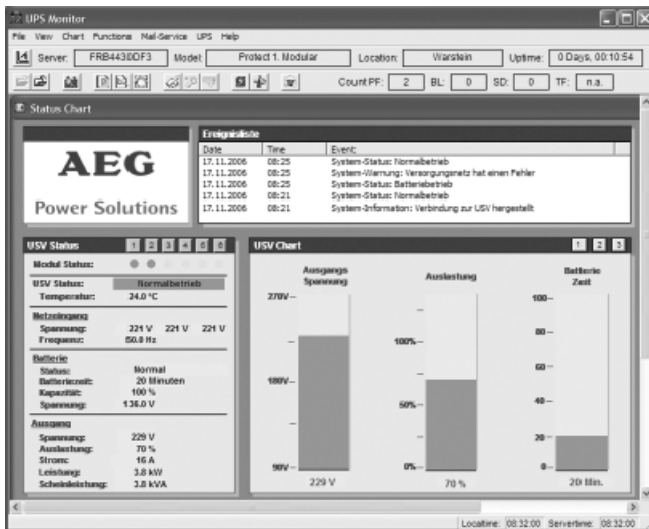 UPS Monitor
File View Chart Functions Mail-Service UPS Help
Server: FRB4430DF3 Model: Protect 1. Modular Location: Warstein Uptime: 0 Days, 00:10:54
Count PF: 2 BL: 0 SD: 0 TF: n.a.
Status Chart
AEG
Power Solutions
Ereignisliste
Date Time Event:
17.11.2006 08:25 System-Status: Normalbetrieb
17.11.2006 08:25 System-Warnung: Versorgungsnetz hat einen Fehler
17.11.2006 08:25 System-Status: Batteriebetrieb
17.11.2006 08:21 System-Status: Normalbetrieb
17.11.2006 08:21 System-Information: Verbindung zur USV hergestellt
USV Status 1 2 3 4 5 6
Modul Status:
USV Status: Normalbetrieb
Temperatur: 24.0 °C
Netzeingang
Spannung: 221 V 221 V 221 V
Frequenz: 50.0 Hz
Batterie
Status: Normal
Batteriezeit: 20 Minuten
Kapazität: 100 %
Spannung: 136.0 V
Ausgang
Spannung: 229 V
Auslastung: 70 %
Strom: 16 A
Leistung: 3.8 kW
Scheinleistung: 3.8 kVA
USV Chart 1 2 3
Ausgangs
Spannung
270V
180V
90V
229 V
Auslastung
100%
50%
0%
70 %
Batterie
Zeit
100
80
60
40
20
0
20 Min.
Localtime: 08:32:00 Servertime: 08:32:00